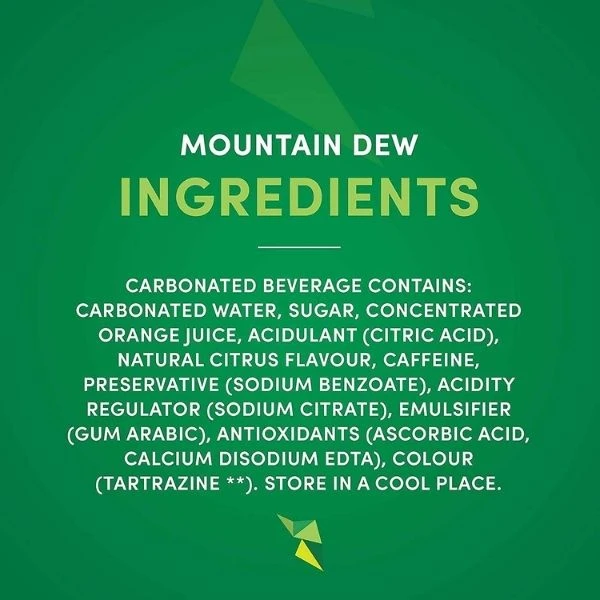 MOUNTAIN DEW
INGREDIENTS
CARBONATED BEVERAGE CONTAINS:
CARBONATED WATER, SUGAR, CONCENTRATED
ORANGE JUICE, ACIDULANT (CITRIC ACID),
NATURAL CITRUS FLAVOUR, CAFFEINE,
PRESERVATIVE (SODIUM BENZOATE), ACIDITY
REGULATOR (SODIUM CITRATE), EMULSIFIER
(GUM ARABIC), ANTIOXIDANTS (ASCORBIC ACID,
CALCIUM DISODIUM EDTA), COLOUR
(TARTRAZINE **). STORE IN A COOL PLACE.